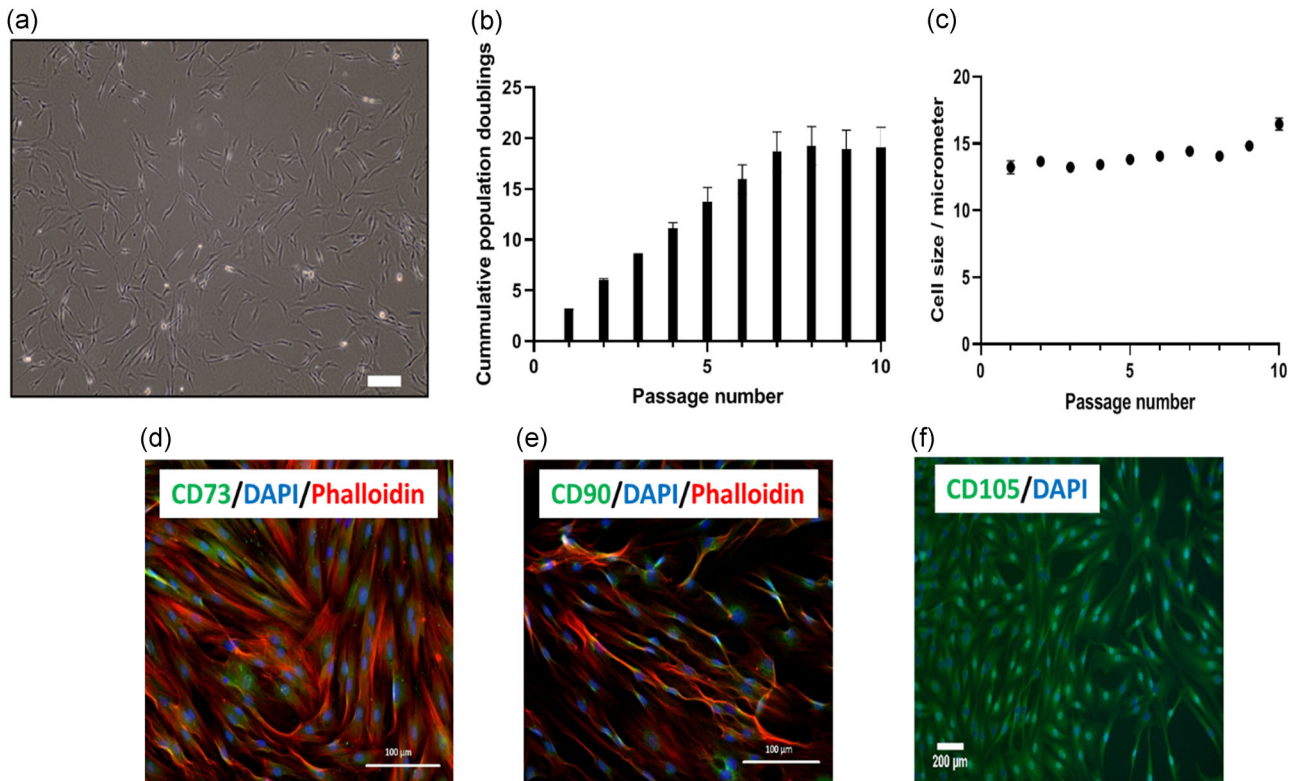 (a)
(b)
Cummulative population doublings
25
20
15
10
5
0
0
5
10
Passage number
(c)
Cell size / micrometer
20
15
10
5
0
0
5
10
Passage number
(d)
CD73/DAPI/Phalloidin
100 µm
(e)
CD90/DAPI/Phalloidin
100 µm
(f)
CD105/DAPI
200 µm